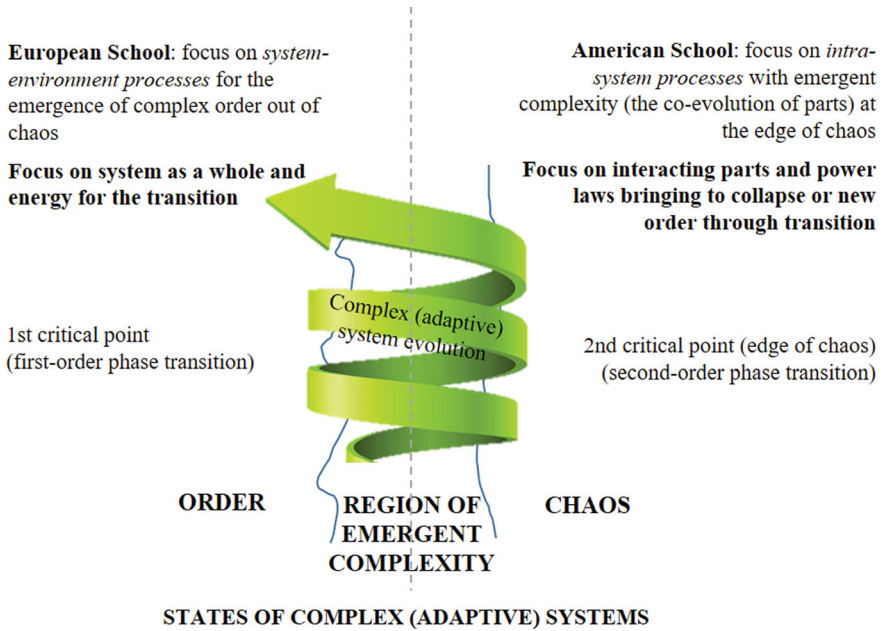 European School: focus on system-
environment processes for the
emergence of complex order out of
chaos
Focus on system as a whole and
energy for the transition
1st critical point
(first-order phase transition)
American School: focus on intra-
system processes with emergent
complexity (the co-evolution of parts) at
the edge of chaos
Focus on interacting parts and power
laws bringing to collapse or new
order through transition
2nd critical point (edge of chaos)
(second-order phase transition)
Complex (adaptive)
system evolution
ORDER
REGION OF
EMERGENT
COMPLEXITY
CHAOS
STATES OF COMPLEX (ADAPTIVE) SYSTEMS